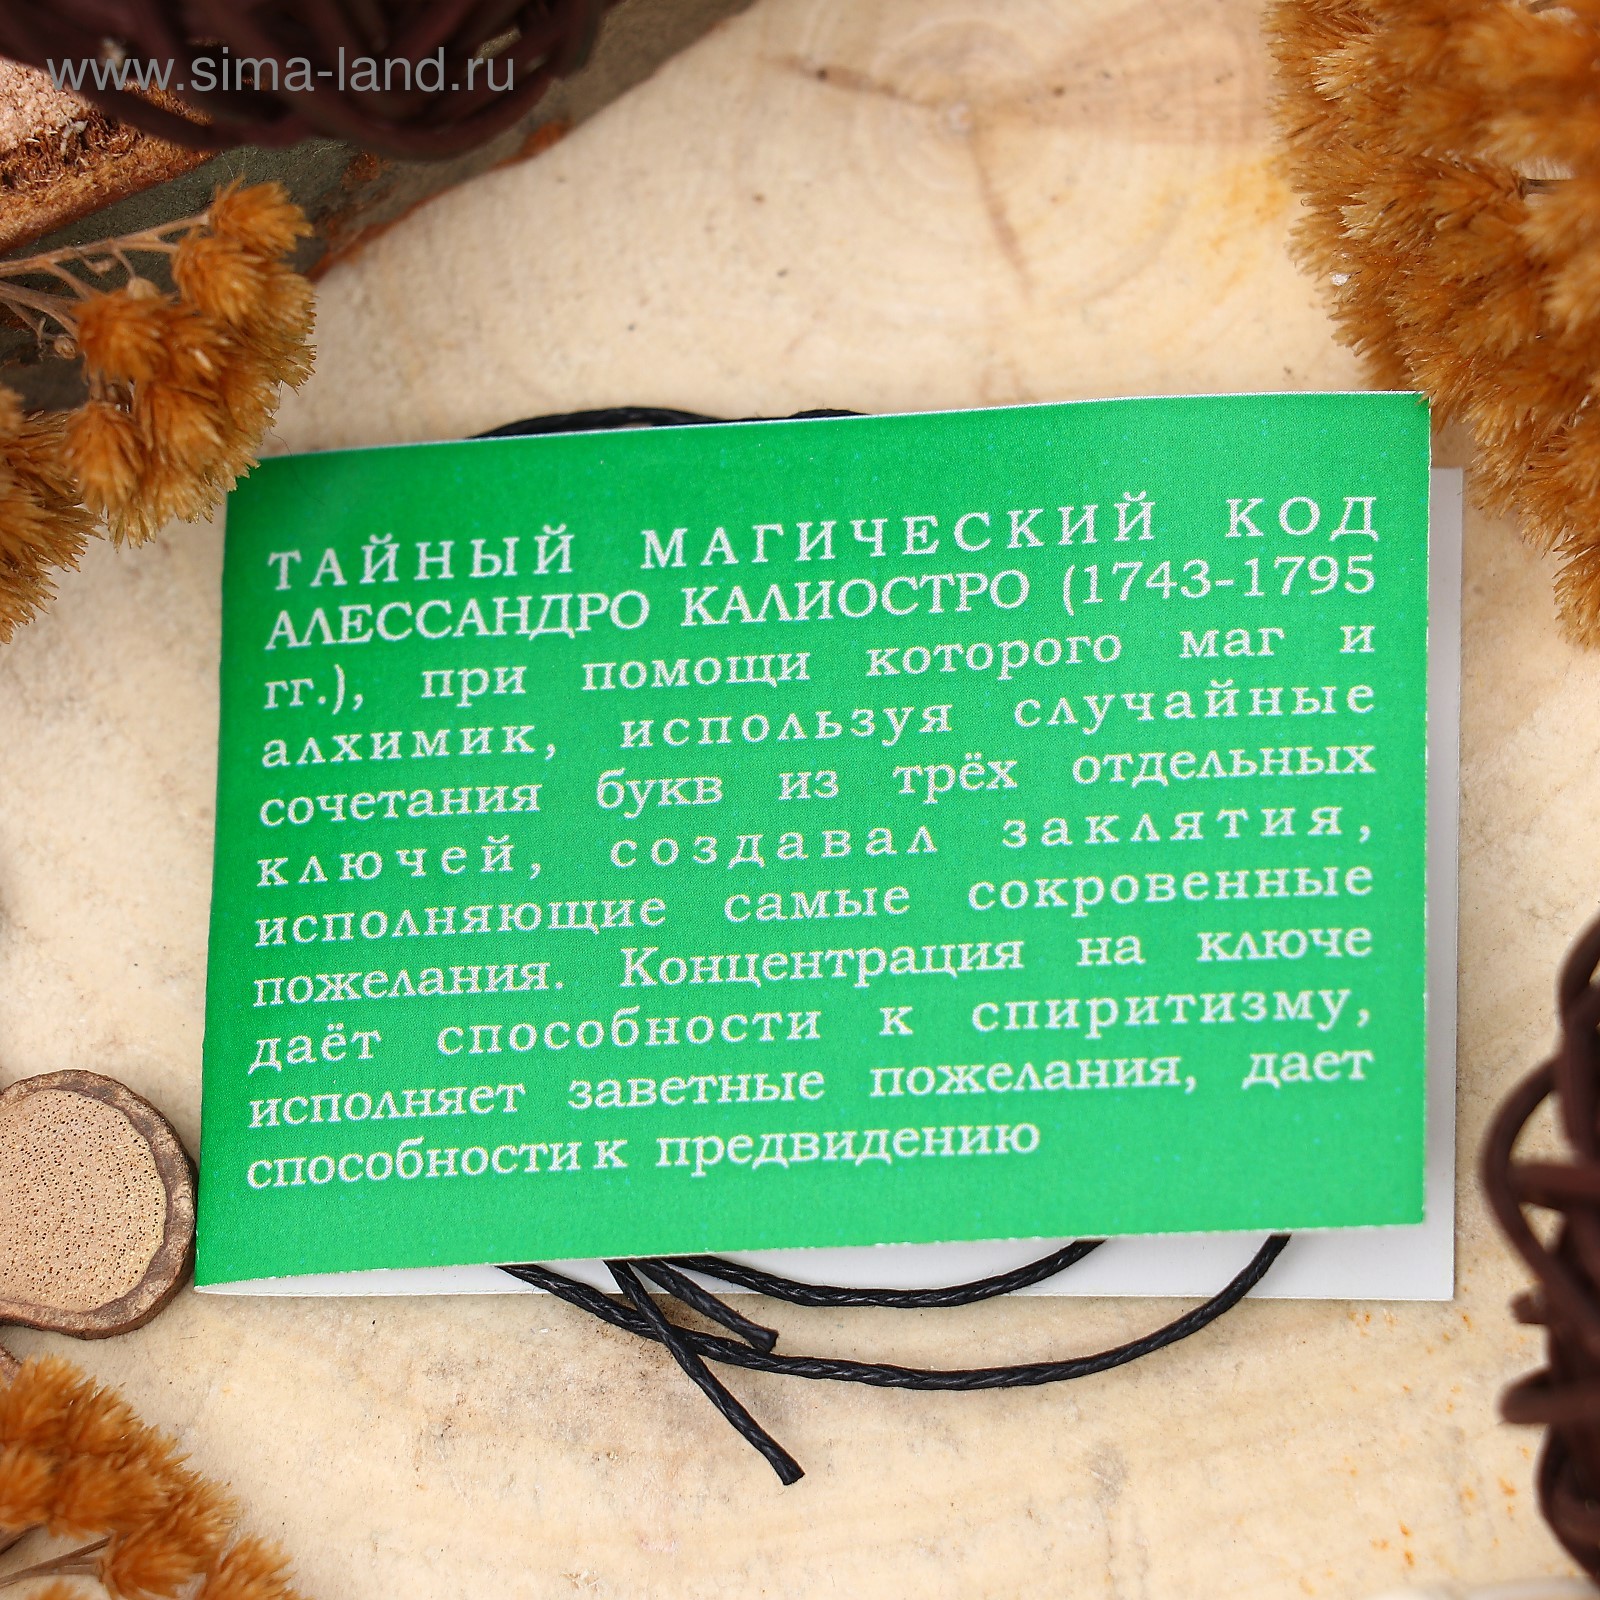 www.sima-land.ru
ТАЙНЫЙ МАГИЧЕСКИЙ КОД
АЛЕССАНДРО КАЛИОСТРО (1743-1795
гг.), при помощи которого маг и
алхимик, используя случайные
сочетания букв из трёх отдельных
ключей, создавал заклятия,
исполняющие самые сокровенные
пожелания. Концентрация на ключе
даёт способности к спиритизму,
исполняет заветные пожелания, дает
способности к предвидению